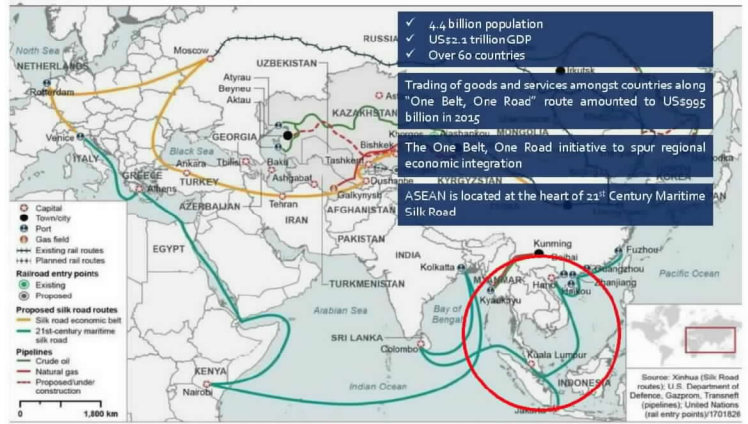 ✓ 4.4 billion population
✓ US$2.1 trillion GDP
✓ Over 60 countries
Trading of goods and services amongst countries along
"One Belt, One Road" route amounted to US$995
billion in 2015
The One Belt, One Road initiative to spur regional
economic integration
ASEAN is located at the heart of 21st Century Maritime
Silk Road
North Sea
NETHERLANDS
Rotterdam
Moscow
RUSSIA
Irkutsk
UZBEKISTAN
Atyrau
Beyneu
Aktau
KAZAKHSTAN
Khorgos
Alashankou
MONGOLIA
Venice
ITALY
Black Sea
GEORGIA
Bishkek
Tashkent
Ankara
Tbilisi
Baku
Dushanbe
KYRGYZSTAN
GREECE
Athens
TURKEY
Ashgabat
Galkynysh
AZERBAIJAN
Tehran
AFGHANISTAN
IRAN
PAKISTAN
EGYPT
INDIA
Kunming
Beihai
Fuzhou
Kolkata
MYANMAR
Guangzhou
Hanoi
Zhanjiang
Haikou
Kyaukpyu
Pacific Ocean
TURKMENISTAN
Arabian Sea
Bay of
Bengal
SRI LANKA
Colombo
Kuala Lumpur
INDONESIA
KENYA
Nairobi
Indian Ocean
Jakarta
Capital
Town/city
Port
Gas field
Existing rail routes
Planned rail routes
Railroad entry points
Existing
Proposed
Proposed silk road routes
Silk road economic belt
21st-century maritime
silk road
Pipelines
Crude oil
Natural gas
Proposed/under
construction
0 1,500 km
Source: Xinhua (Silk Road
routes); U.S. Department of
Defence, Gazprom, Transneft
(pipelines); United Nations
(rail entry points)/1701826